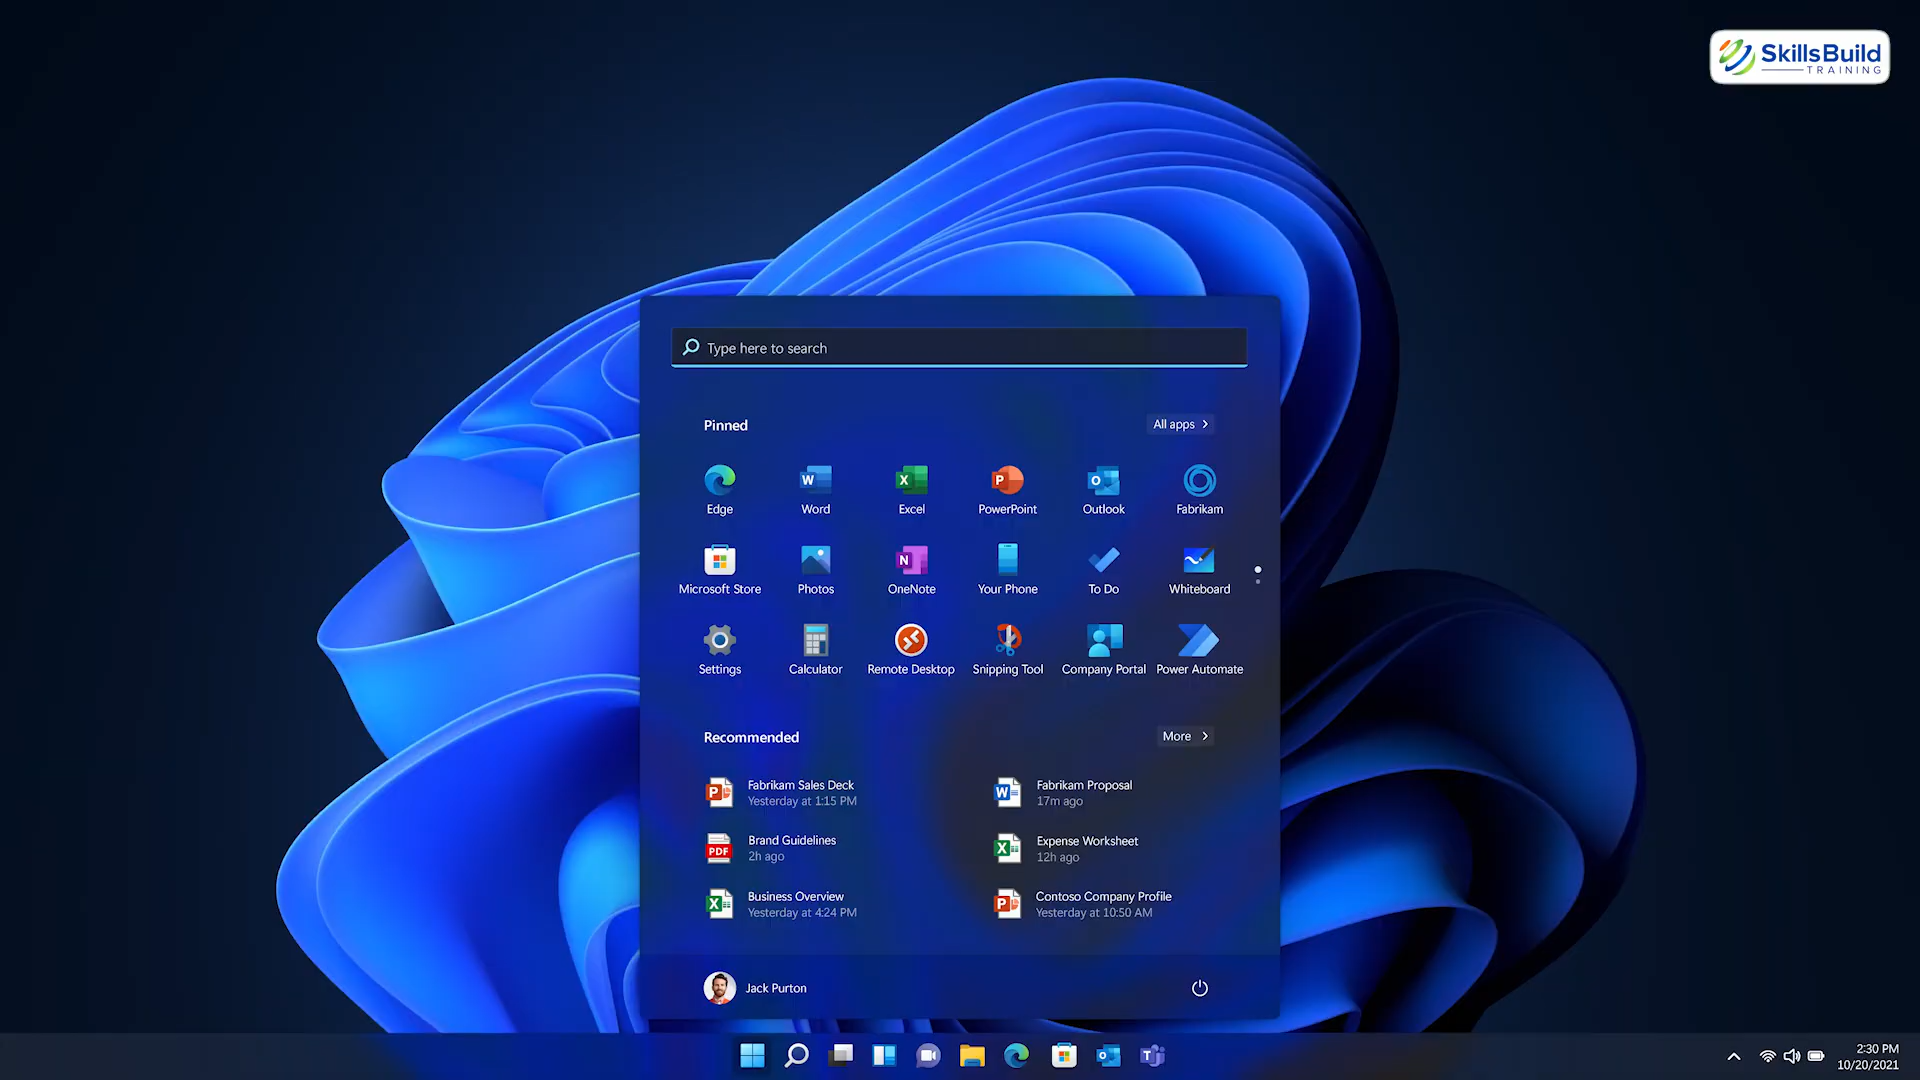 SkillsBuild
TRAINING
Type here to search
Pinned
All apps
Edge
Word
Excel
PowerPoint
Outlook
Fabrikam
Microsoft Store
Photos
OneNote
Your Phone
To Do
Whiteboard
Settings
Calculator
Remote Desktop
Snipping Tool
Company Portal
Power Automate
Recommended
More
Fabrikam Sales Deck
Yesterday at 1:15 PM
Fabrikam Proposal
17m ago
PDF
Brand Guidelines
2h ago
Expense Worksheet
12h ago
Business Overview
Yesterday at 4:24 PM
Contoso Company Profile
Yesterday at 10:50 AM
Jack Purton
2:30 PM
10/20/2021